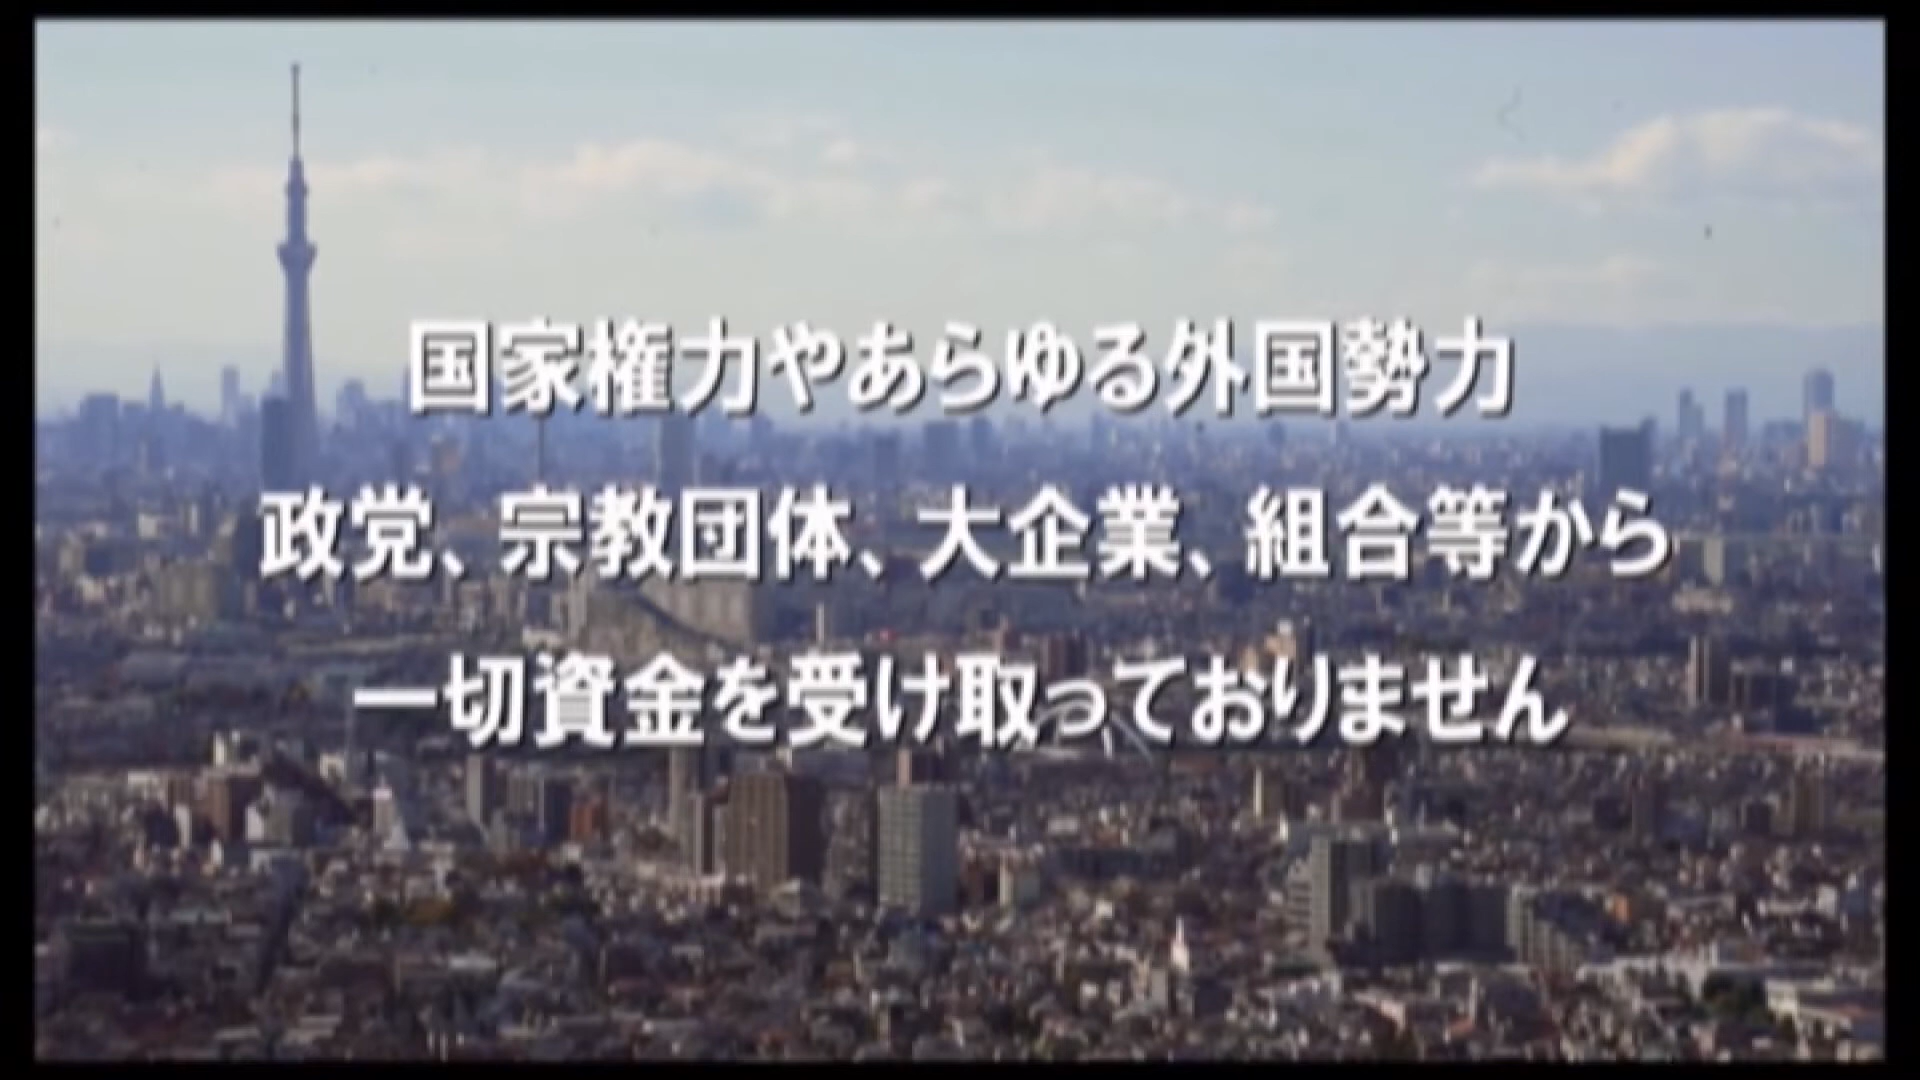 国家権力やあらゆる外国勢力
政党、宗教団体、大企業、組合等から
一切資金を受け取っておりません